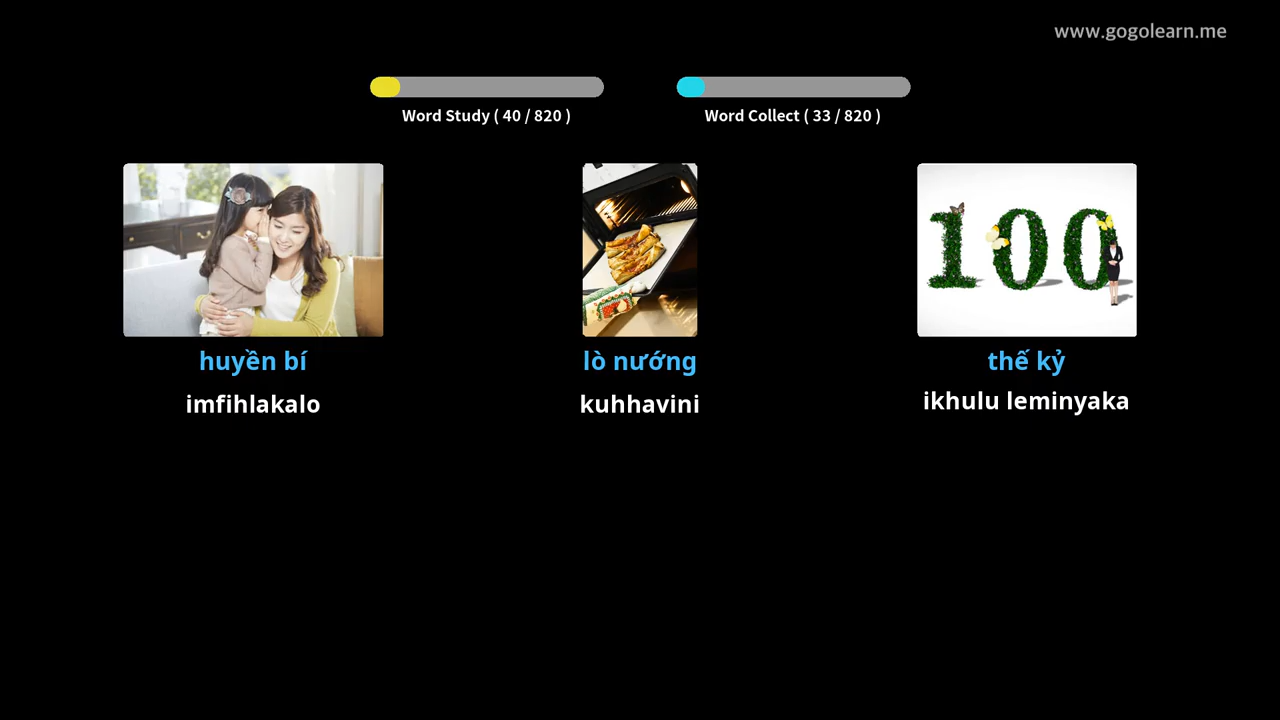 www.gogolearn.me
Word Study ( 40 / 820 )
Word Collect ( 33 / 820 )
huyền bí
imfihlakalo
lò nướng
kuhhavini
thế kỷ
ikhulu leminyaka
100